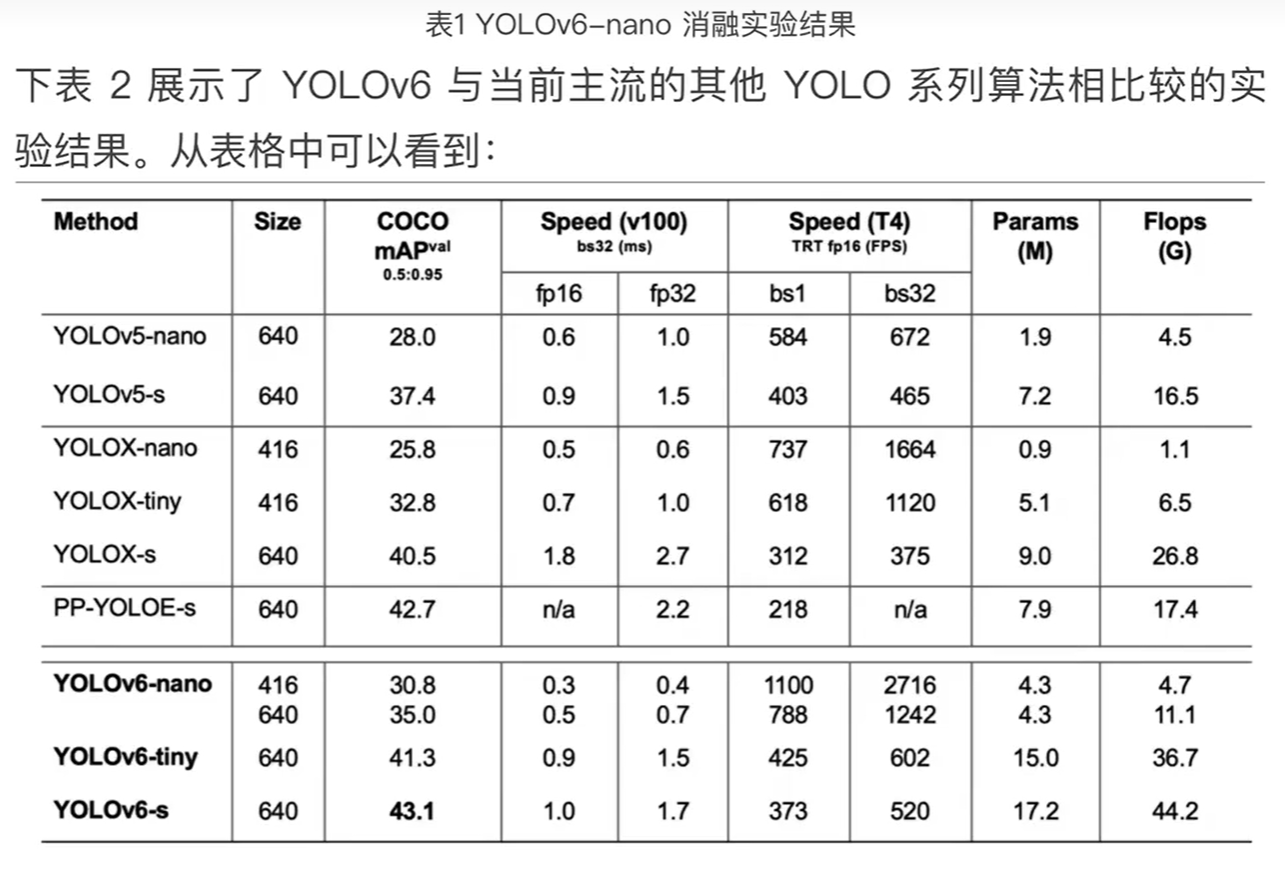 表1 YOLOv6-nano 消融实验结果
下表 2 展示了 YOLOv6 与当前主流的其他 YOLO 系列算法相比较的实
验结果。从表格中可以看到：
Method Size COCO mAPval 0.5:0.95 Speed (v100) bs32 (ms) Speed (T4) TRT fp16 (FPS) Params (M) Flops (G)
fp16 fp32 bs1 bs32
YOLOv5-nano 640 28.0 0.6 1.0 584 672 1.9 4.5
YOLOv5-s 640 37.4 0.9 1.5 403 465 7.2 16.5
YOLOX-nano 416 25.8 0.5 0.6 737 1664 0.9 1.1
YOLOX-tiny 416 32.8 0.7 1.0 618 1120 5.1 6.5
YOLOX-s 640 40.5 1.8 2.7 312 375 9.0 26.8
PP-YOLOE-s 640 42.7 n/a 2.2 218 n/a 7.9 17.4
YOLOv6-nano 416 30.8 0.3 0.4 1100 2716 4.3 4.7
640 35.0 0.5 0.7 788 1242 4.3 11.1
YOLOv6-tiny 640 41.3 0.9 1.5 425 602 15.0 36.7
YOLOv6-s 640 43.1 1.0 1.7 373 520 17.2 44.2